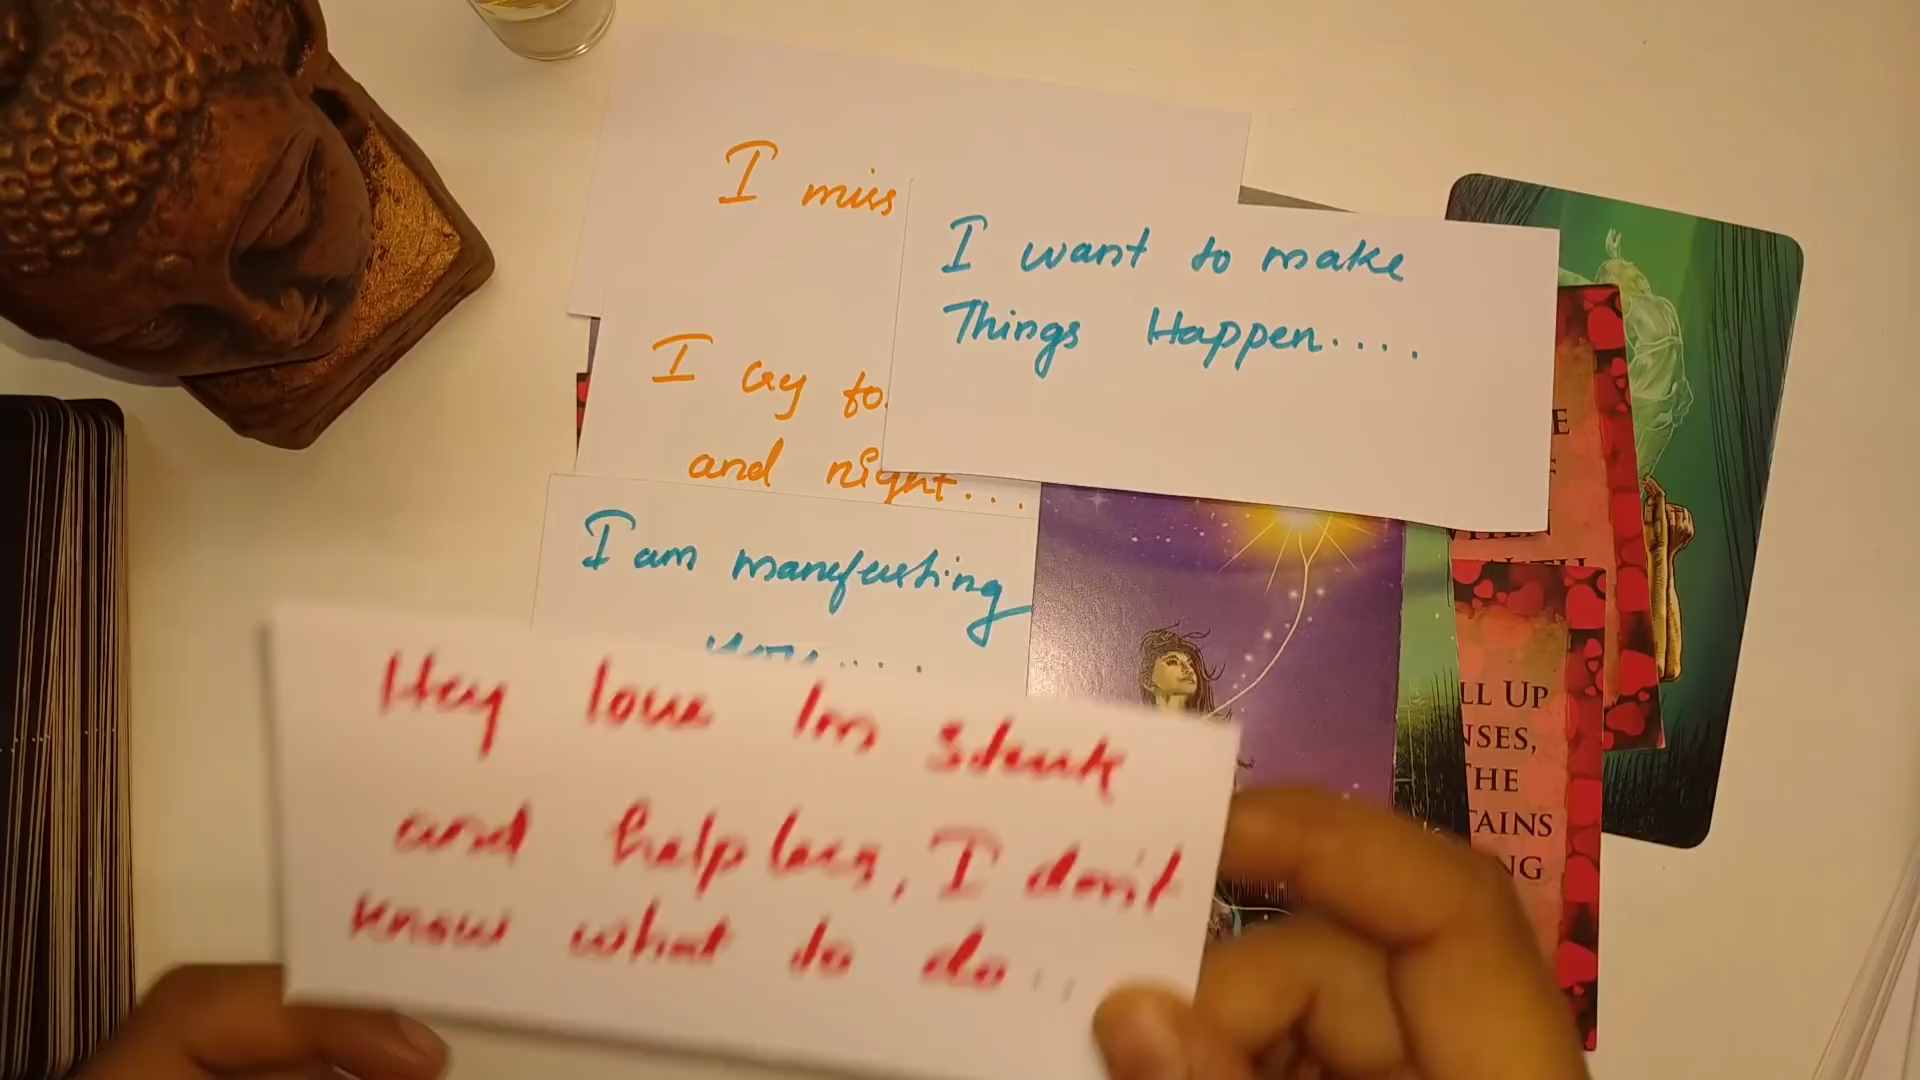 I miss
I want to make
Things Happen....
I cry fo
and night...
I am manifesting
you....
Hey love Im stuck
and helpless, I don't
know what to do..
E
LL UP
NSES,
THE
TAINS
NG